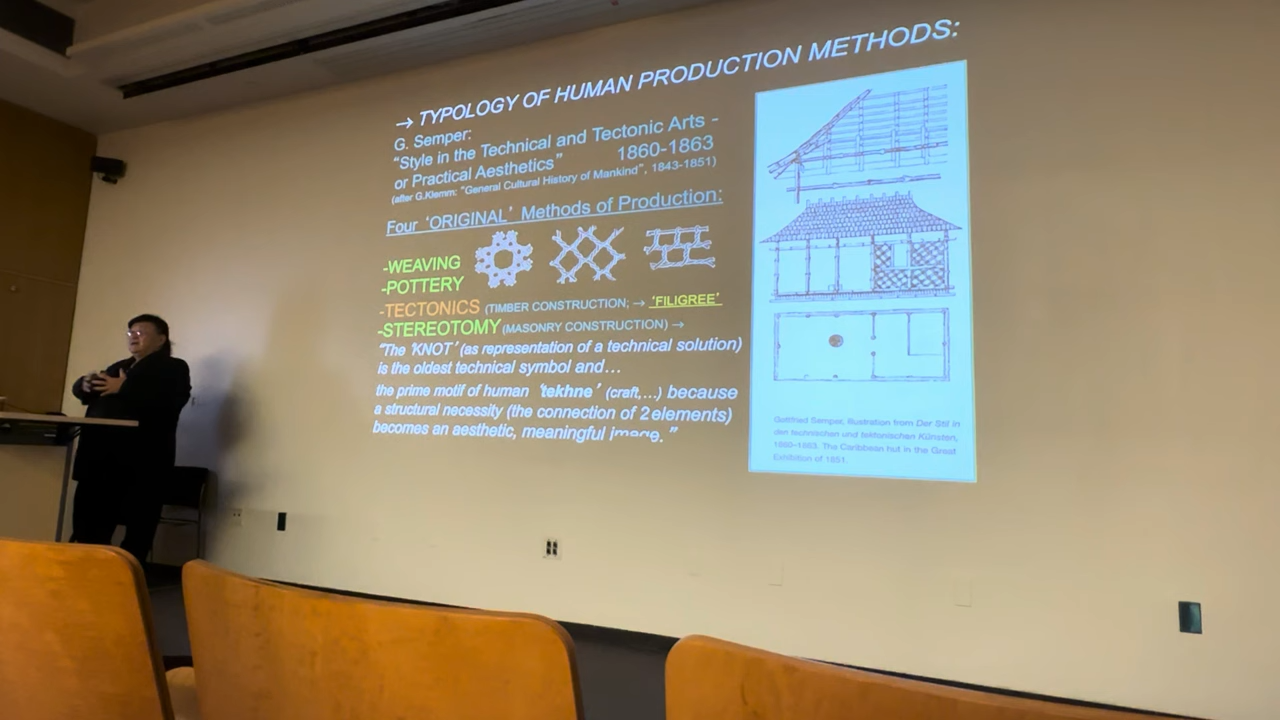 → TYPOLOGY OF HUMAN PRODUCTION METHODS:
G. Semper:
“Style in the Technical and Tectonic Arts -
or Practical Aesthetics” 1860-1863
(after G.Klemm: “General Cultural History of Mankind”, 1843-1851)
Four ‘ORIGINAL’ Methods of Production:
-WEAVING
-POTTERY
-TECTONICS (TIMBER CONSTRUCTION; → ‘FILIGREE’
-STEREOTOMY (MASONRY CONSTRUCTION) →
“The ‘KNOT’ (as representation of a technical solution)
is the oldest technical symbol and…
the prime motif of human ‘tekhne’ (craft,…) because
a structural necessity (the connection of 2 elements)
becomes an aesthetic, meaningful image. ”
Gottfried Semper, illustration from Der Stil in
den technischen und tektonischen Künsten,
1860–1863. The Caribbean hut in the Great
Exhibition of 1851.